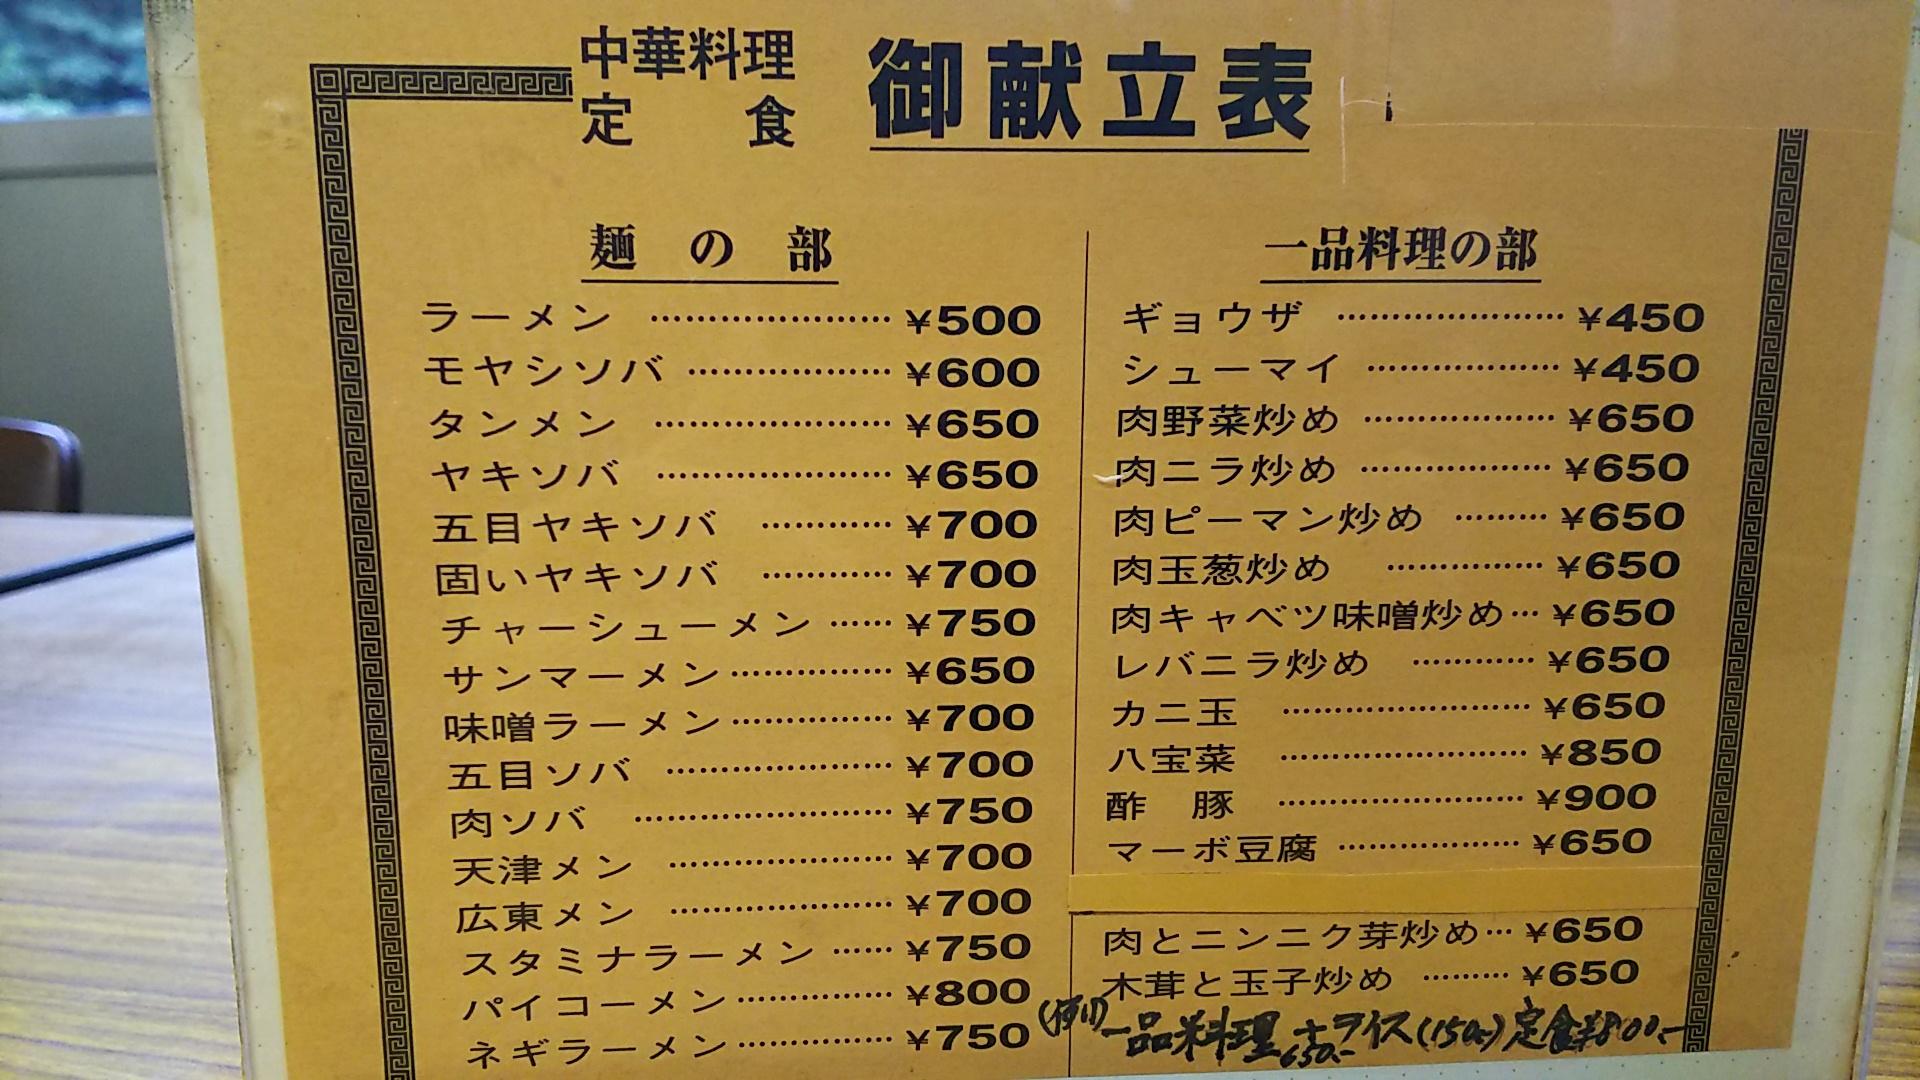 中華料理
定食
御献立表
麺の部
ラーメン ¥500
モヤシソバ ¥600
タンメン ¥650
ヤキソバ ¥650
五目ヤキソバ ¥700
固いヤキソバ ¥700
チャーシューメン ¥750
サンマーメン ¥650
味噌ラーメン ¥700
五目ソバ ¥700
肉ソバ ¥750
天津メン ¥700
広東メン ¥700
スタミナラーメン ¥750
パイコーメン ¥800
ネギラーメン ¥750
一品料理の部
ギョウザ ¥450
シューマイ ¥450
肉野菜炒め ¥650
肉ニラ炒め ¥650
肉ピーマン炒め ¥650
肉玉葱炒め ¥650
肉キャベツ味噌炒め ¥650
レバニラ炒め ¥650
カニ玉 ¥650
八宝菜 ¥850
酢豚 ¥900
マーボ豆腐 ¥650
肉とニンニク芽炒め ¥650
木茸と玉子炒め ¥650
(例) 一品料理 650.- +ライス(150.-) 定食¥800.-